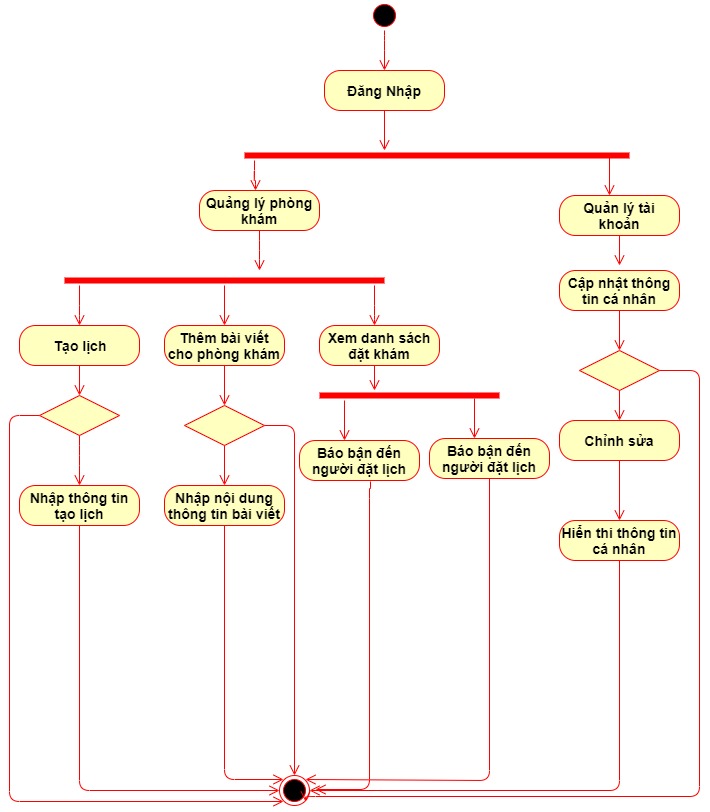 Đăng Nhập
Quảng lý phòng
khám
Quản lý tài
khoản
Cập nhật thông
tin cá nhân
Tạo lịch
Thêm bài viết
cho phòng khám
Xem danh sách
đặt khám
Chỉnh sửa
Báo bận đến
người đặt lịch
Báo bận đến
người đặt lịch
Nhập thông tin
tạo lịch
Nhập nội dung
thông tin bài viết
Hiển thi thông tin
cá nhân